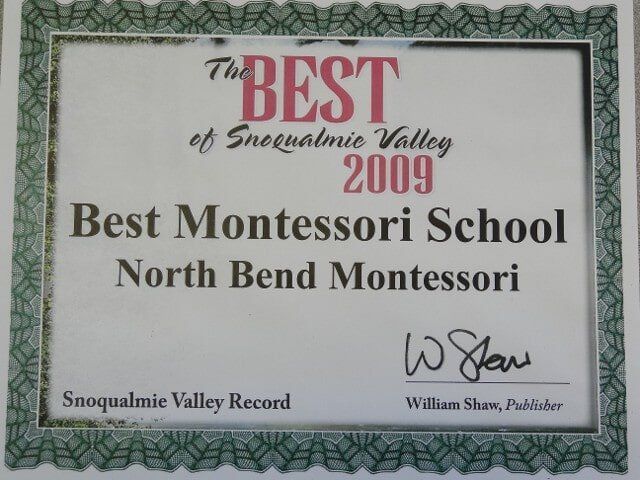 The
BEST
of Snoqualmie Valley
2009
Best Montessori School
North Bend Montessori
W Shaw
Snoqualmie Valley Record
William Shaw, Publisher